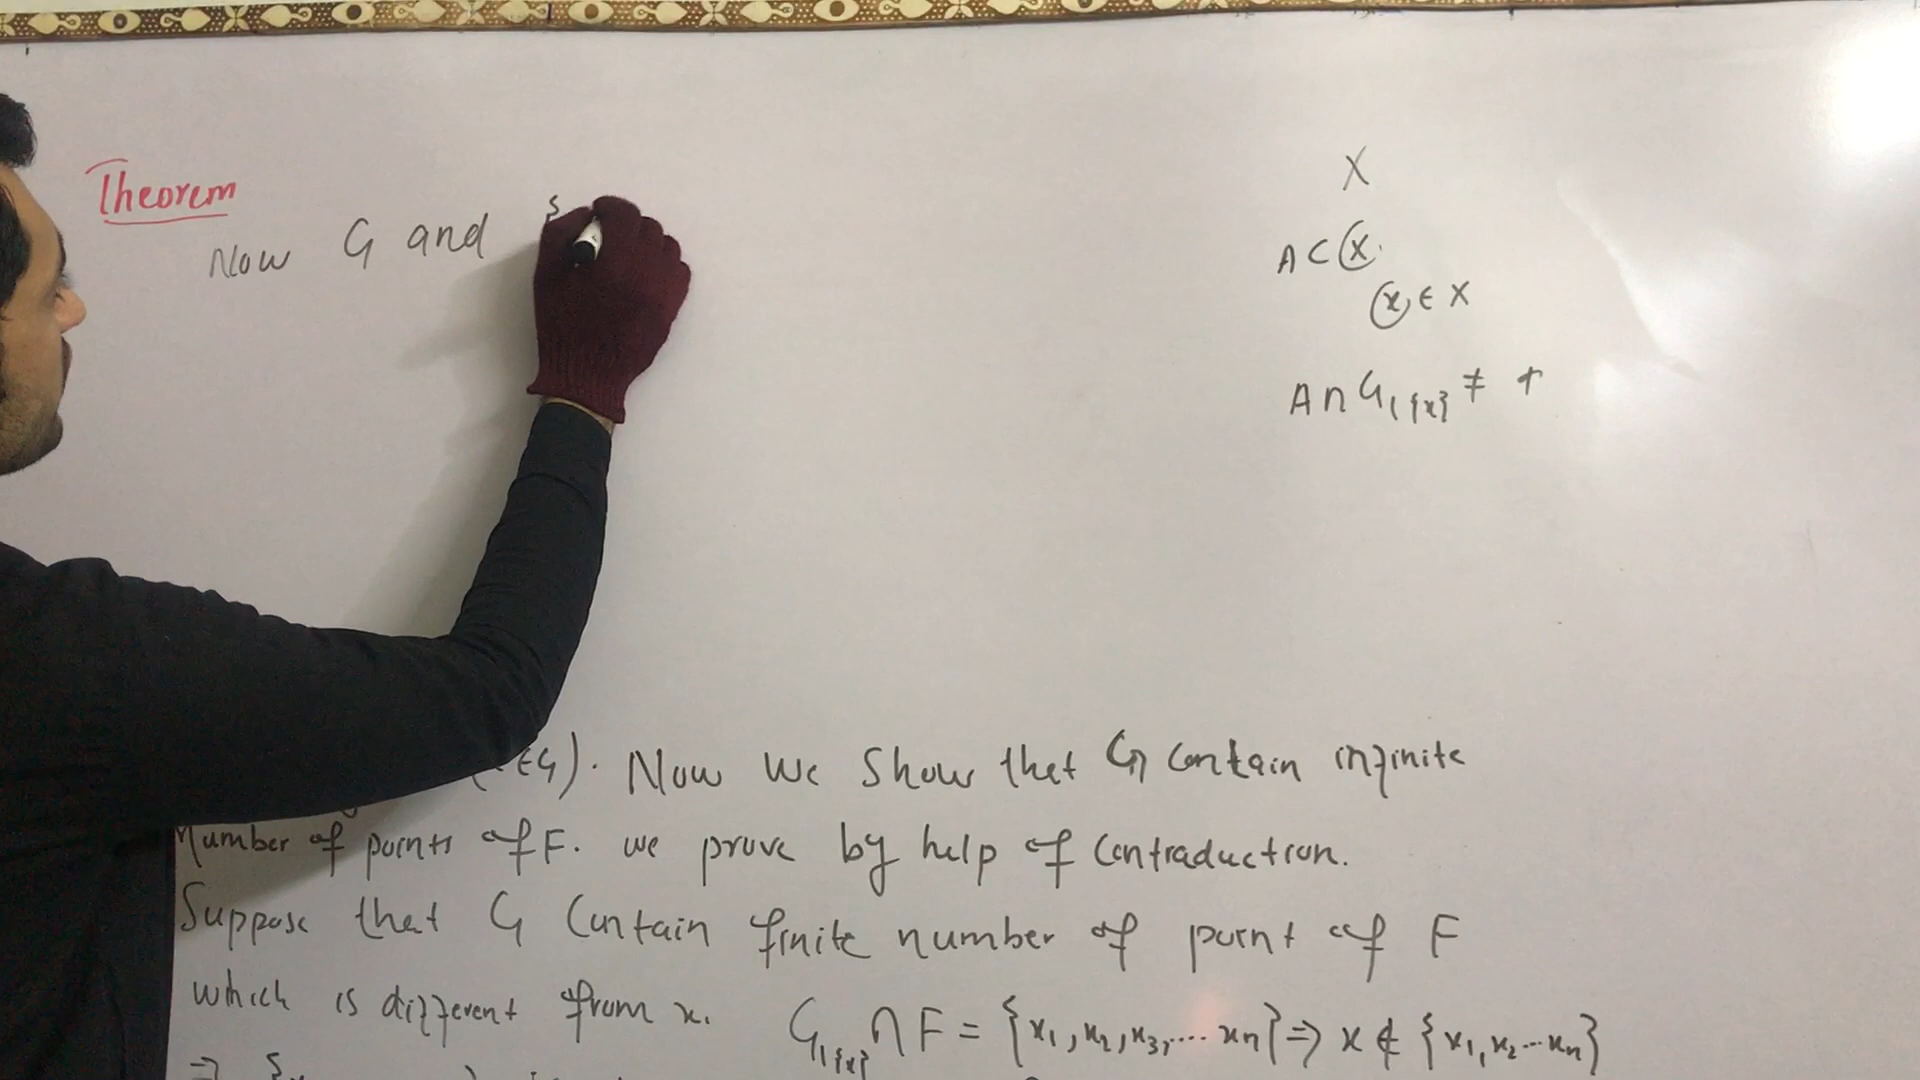 Theorem
Now G and {
X
A ⊂ X.
x ∈ X
A ∩ G\{x} ≠ ϕ
∈G). Now we Show that G contain infinite
Number of points of F. we prove by help of Contraduction.
Suppose that G Contain finite number of point of F
which is different from x. G\{x} ∩ F = {x1, x2, x3, ... xn} ⇒ x ∉ {x1, x2 ... xn}